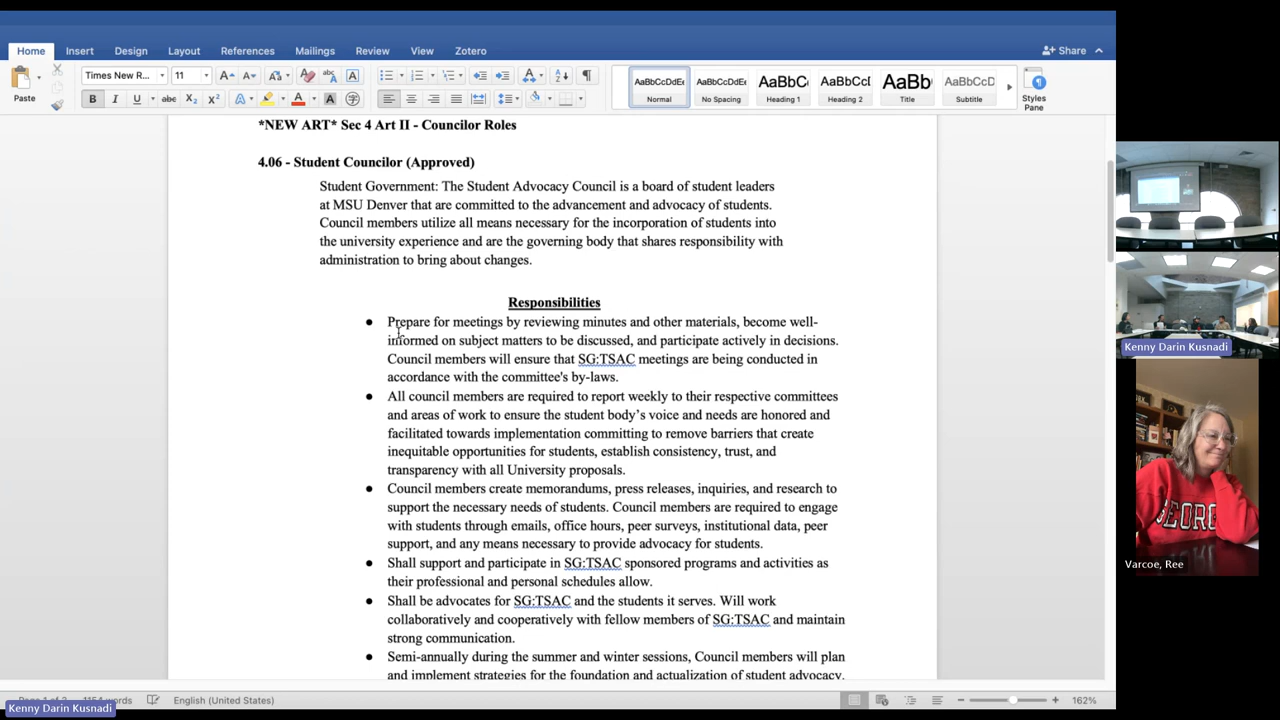 Home Insert Design Layout References Mailings Review View Zotero Share
Paste Times New R... 11
B I U abc X2 X2 A
AaBbCcDdEe AaBbCcDdEe AaBbC AaBbCcI AaBb AaBbCcD
Normal No Spacing Heading 1 Heading 2 Title Subtitle Styles Pane
*NEW ART* Sec 4 Art II - Councilor Roles
4.06 - Student Councilor (Approved)
Student Government: The Student Advocacy Council is a board of student leaders
at MSU Denver that are committed to the advancement and advocacy of students.
Council members utilize all means necessary for the incorporation of students into
the university experience and are the governing body that shares responsibility with
administration to bring about changes.
Responsibilities
● Prepare for meetings by reviewing minutes and other materials, become well-
informed on subject matters to be discussed, and participate actively in decisions.
Council members will ensure that SG:TSAC meetings are being conducted in
accordance with the committee's by-laws.
● All council members are required to report weekly to their respective committees
and areas of work to ensure the student body’s voice and needs are honored and
facilitated towards implementation committing to remove barriers that create
inequitable opportunities for students, establish consistency, trust, and
transparency with all University proposals.
● Council members create memorandums, press releases, inquiries, and research to
support the necessary needs of students. Council members are required to engage
with students through emails, office hours, peer surveys, institutional data, peer
support, and any means necessary to provide advocacy for students.
● Shall support and participate in SG:TSAC sponsored programs and activities as
their professional and personal schedules allow.
● Shall be advocates for SG:TSAC and the students it serves. Will work
collaboratively and cooperatively with fellow members of SG:TSAC and maintain
strong communication.
● Semi-annually during the summer and winter sessions, Council members will plan
and implement strategies for the foundation and actualization of student advocacy.
1154 words English (United States) 162%
Kenny Darin Kusnadi
Kenny Darin Kusnadi
GEORG
Varcoe, Ree